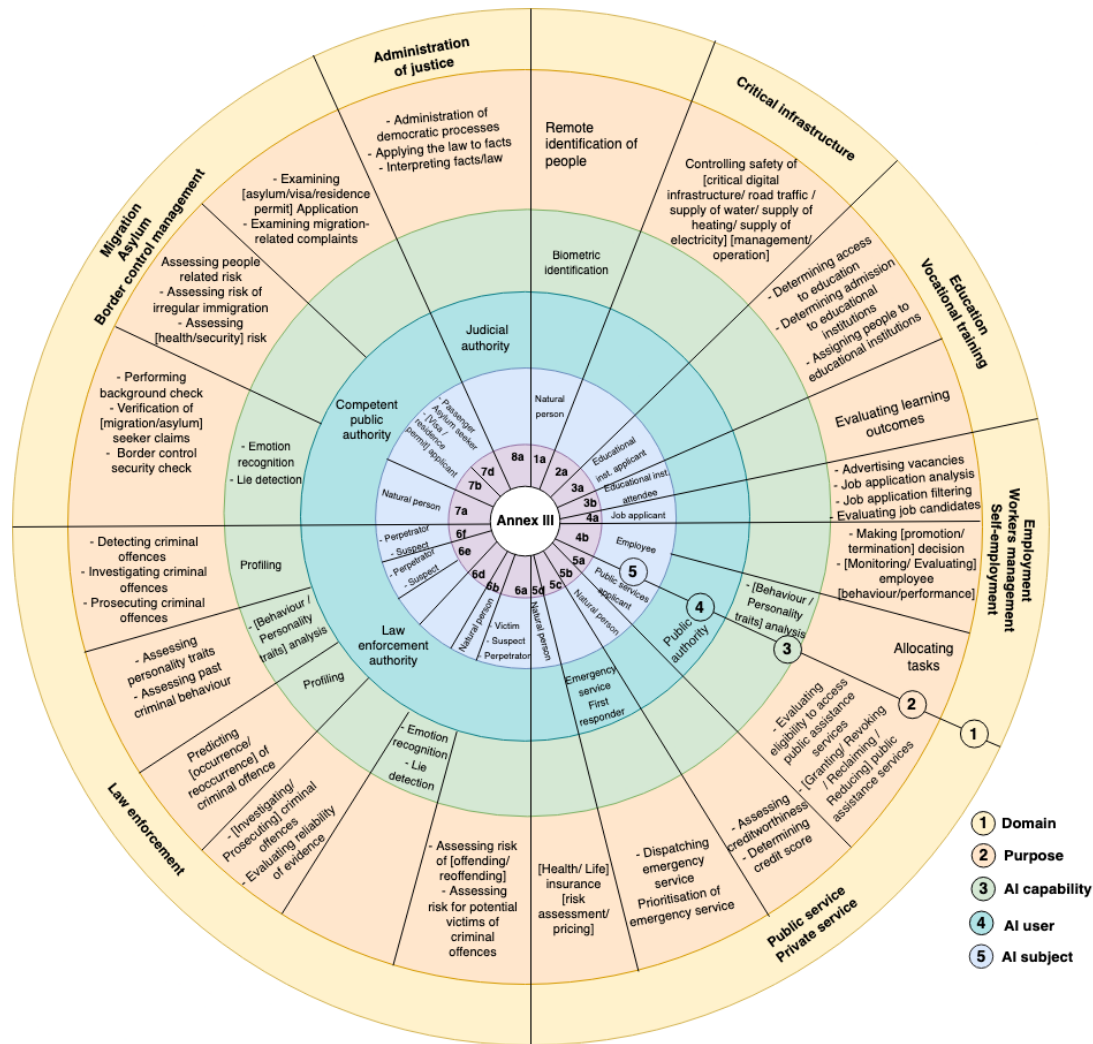 Administration
of justice
- Administration of
democratic processes
- Applying the law to facts
- Interpreting facts/law
Remote
identification of
people
Biometric
identification
Critical infrastructure
Controlling safety of
[critical digital
infrastructure/ road traffic /
supply of water/ supply of
heating/ supply of
electricity] [management/
operation]
Education
Vocational training
- Determining access
to education
- Determining admission
to educational
institutions
- Assigning people to
educational institutions
Evaluating learning
outcomes
Employment
Workers management
Self-employment
- Advertising vacancies
- Job application analysis
- Job application filtering
- Evaluating job candidates
- Making [promotion/
termination] decision
- [Monitoring/ Evaluating]
employee
[behaviour/performance]
- [Behaviour /
Personality
traits] analysis
Allocating
tasks
Public service
Private service
- Evaluating
eligibility to access
public assistance
services
- [Granting/ Revoking
/ Reclaiming /
Reducing] public
assistance services
- Assessing
creditworthiness
- Determining
credit score
- Dispatching
emergency
service
Prioritisation of
emergency service
[Health/ Life]
insurance
[risk
assessment/
pricing]
Law enforcement
- Assessing risk
of [offending/
reoffending]
- Assessing
risk for potential
victims of
criminal
offences
- Emotion
recognition
- Lie
detection
- [Investigating/
Prosecuting] criminal
offences
- Evaluating reliability
of evidence
Predicting
[occurrence/
reoccurrence] of
criminal offence
Profiling
- Assessing
personality traits
- Assessing past
criminal behaviour
- [Behaviour /
Personality
traits] analysis
- Detecting criminal
offences
- Investigating criminal
offences
- Prosecuting criminal
offences
Profiling
Migration
Asylum
Border control management
- Performing
background check
- Verification of
[migration/asylum]
seeker claims
- Border control
security check
- Emotion
recognition
- Lie detection
Assessing people
related risk
- Assessing risk of
irregular immigration
- Assessing
[health/security] risk
- Examining
[asylum/visa/residence
permit] Application
- Examining migration-
related complaints
Judicial
authority
Competent
public
authority
Law
enforcement
authority
Emergency
service
First
responder
Public
authority
Natural
person
Educational
inst. applicant
Educational inst.
attendee
Job applicant
Employee
Public services
applicant
Natural person
Natural person
- Victim
- Suspect
- Perpetrator
Natural person
- Perpetrator
- Suspect
- Perpetrator
- Suspect
Natural person
- Passenger
- Asylum seeker
- [Visa /
residence
permit] applicant
8a
1a
2a
3a
3b
4a
4b
5a
5b
5c
5d
6a
6b
6d
6e
6f
7a
7b
7d
Annex III
5
4
3
2
1
1 Domain
2 Purpose
3 AI capability
4 AI user
5 AI subject